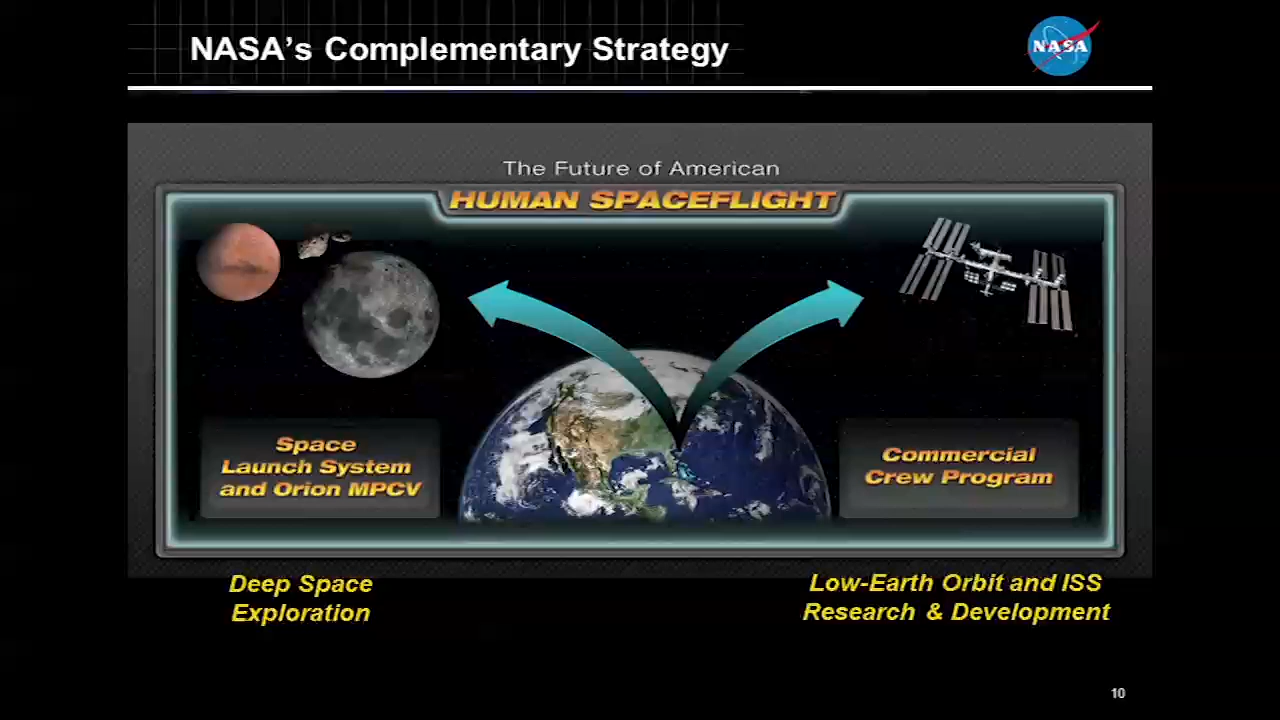 NASA's Complementary Strategy
NASA
The Future of American
HUMAN SPACEFLIGHT
Space
Launch System
and Orion MPCV
Commercial
Crew Program
Deep Space
Exploration
Low-Earth Orbit and ISS
Research & Development
10